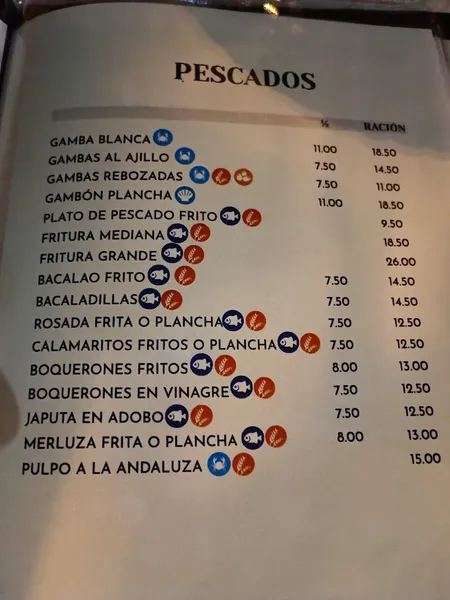 PESCADOS
½ RACIÓN
GAMBA BLANCA 11.00 18.50
GAMBAS AL AJILLO 7.50 14.50
GAMBAS REBOZADAS 7.50 11.00
GAMBÓN PLANCHA 11.00 18.50
PLATO DE PESCADO FRITO 9.50
FRITURA MEDIANA 18.50
FRITURA GRANDE 26.00
BACALAO FRITO 7.50 14.50
BACALADILLAS 7.50 14.50
ROSADA FRITA O PLANCHA 7.50 12.50
CALAMARITOS FRITOS O PLANCHA 7.50 12.50
BOQUERONES FRITOS 8.00 13.00
BOQUERONES EN VINAGRE 7.50 12.50
JAPUTA EN ADOBO 7.50 12.50
MERLUZA FRITA O PLANCHA 8.00 13.00
PULPO A LA ANDALUZA 15.00